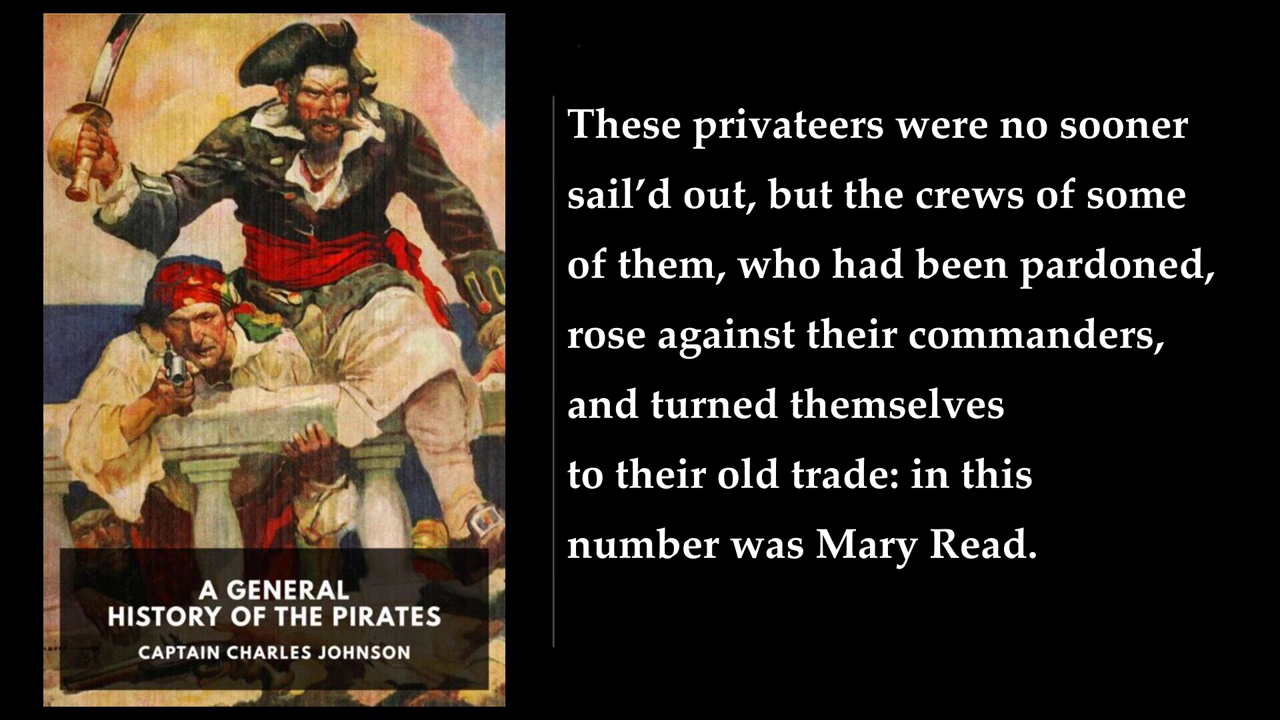 A GENERAL
HISTORY OF THE PIRATES
CAPTAIN CHARLES JOHNSON
These privateers were no sooner
sail’d out, but the crews of some
of them, who had been pardoned,
rose against their commanders,
and turned themselves
to their old trade: in this
number was Mary Read.